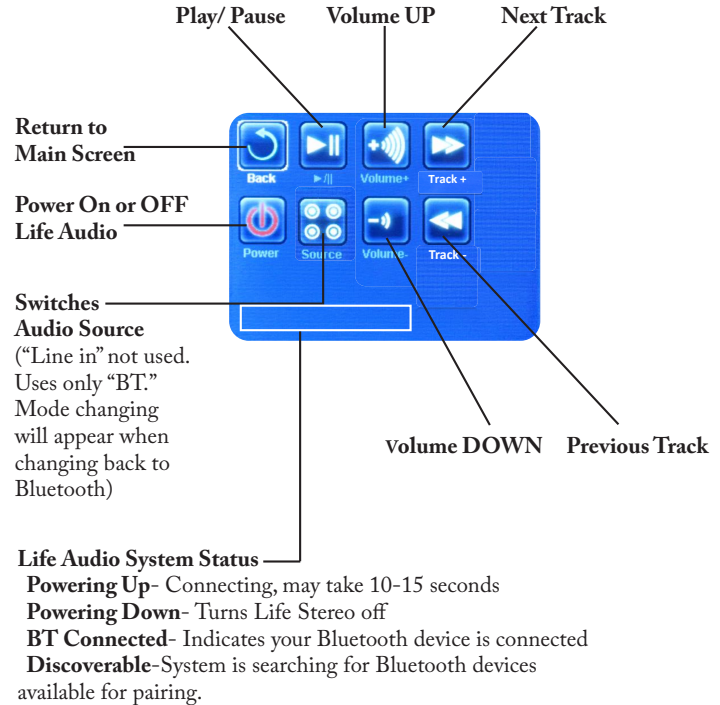 Play/ Pause Volume UP Next Track
Return to
Main Screen
Back ►/|| Volume+ Track +
Power On or OFF
Life Audio
Power Source Volume- Track -
Switches
Audio Source
(“Line in” not used.
Uses only “BT.”
Mode changing
will appear when
changing back to
Bluetooth)
Volume DOWN Previous Track
Life Audio System Status
Powering Up- Connecting, may take 10-15 seconds
Powering Down- Turns Life Stereo off
BT Connected- Indicates your Bluetooth device is connected
Discoverable-System is searching for Bluetooth devices
available for pairing.